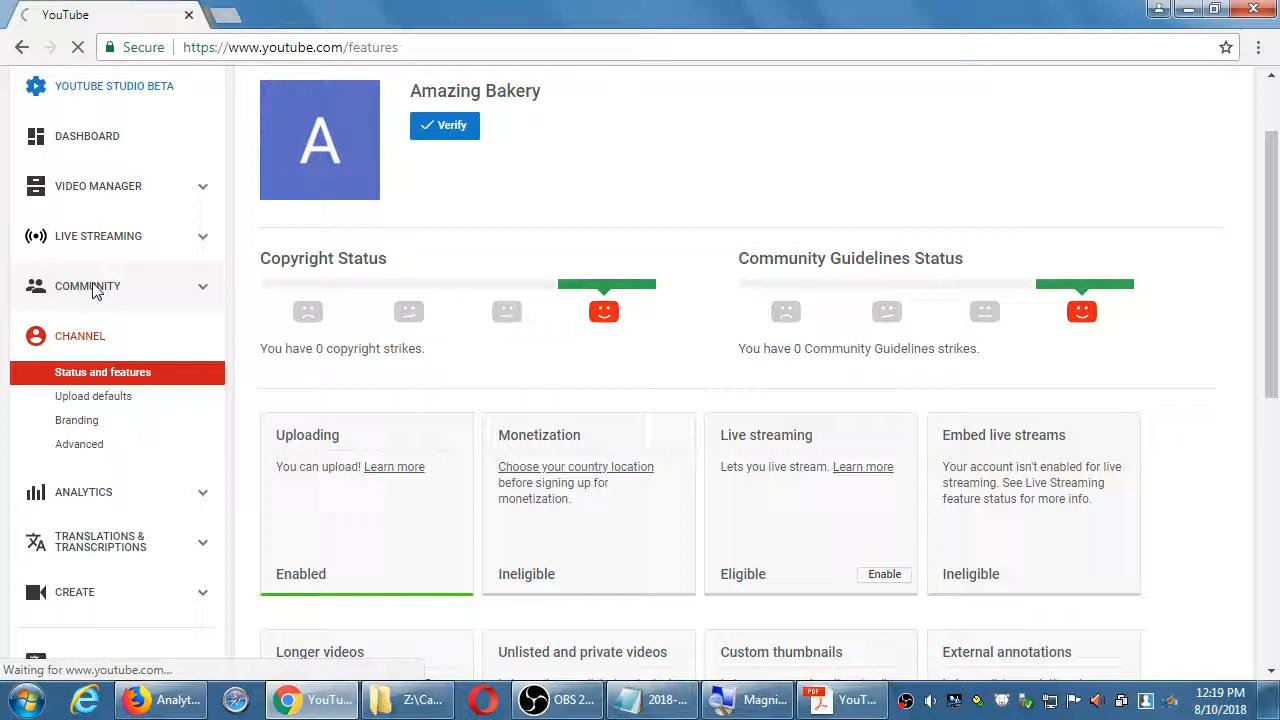 YouTube
Secure
https://www.youtube.com/features
YOUTUBE STUDIO BETA
DASHBOARD
VIDEO MANAGER
LIVE STREAMING
COMMUNITY
CHANNEL
Status and features
Upload defaults
Branding
Advanced
ANALYTICS
TRANSLATIONS &
TRANSCRIPTIONS
CREATE
A
Amazing Bakery
Verify
Copyright Status
You have 0 copyright strikes.
Community Guidelines Status
You have 0 Community Guidelines strikes.
Uploading
You can upload! Learn more
Enabled
Monetization
Choose your country location
before signing up for
monetization.
Ineligible
Live streaming
Lets you live stream. Learn more
Eligible
Enable
Embed live streams
Your account isn't enabled for live
streaming. See Live Streaming
feature status for more info.
Ineligible
Longer videos
Unlisted and private videos
Custom thumbnails
External annotations
Waiting for www.youtube.com...
Analyt...
YouTu...
Z:\Ca...
OBS 2...
2018-...
Magni...
PDF
YouT...
12:19 PM
8/10/2018